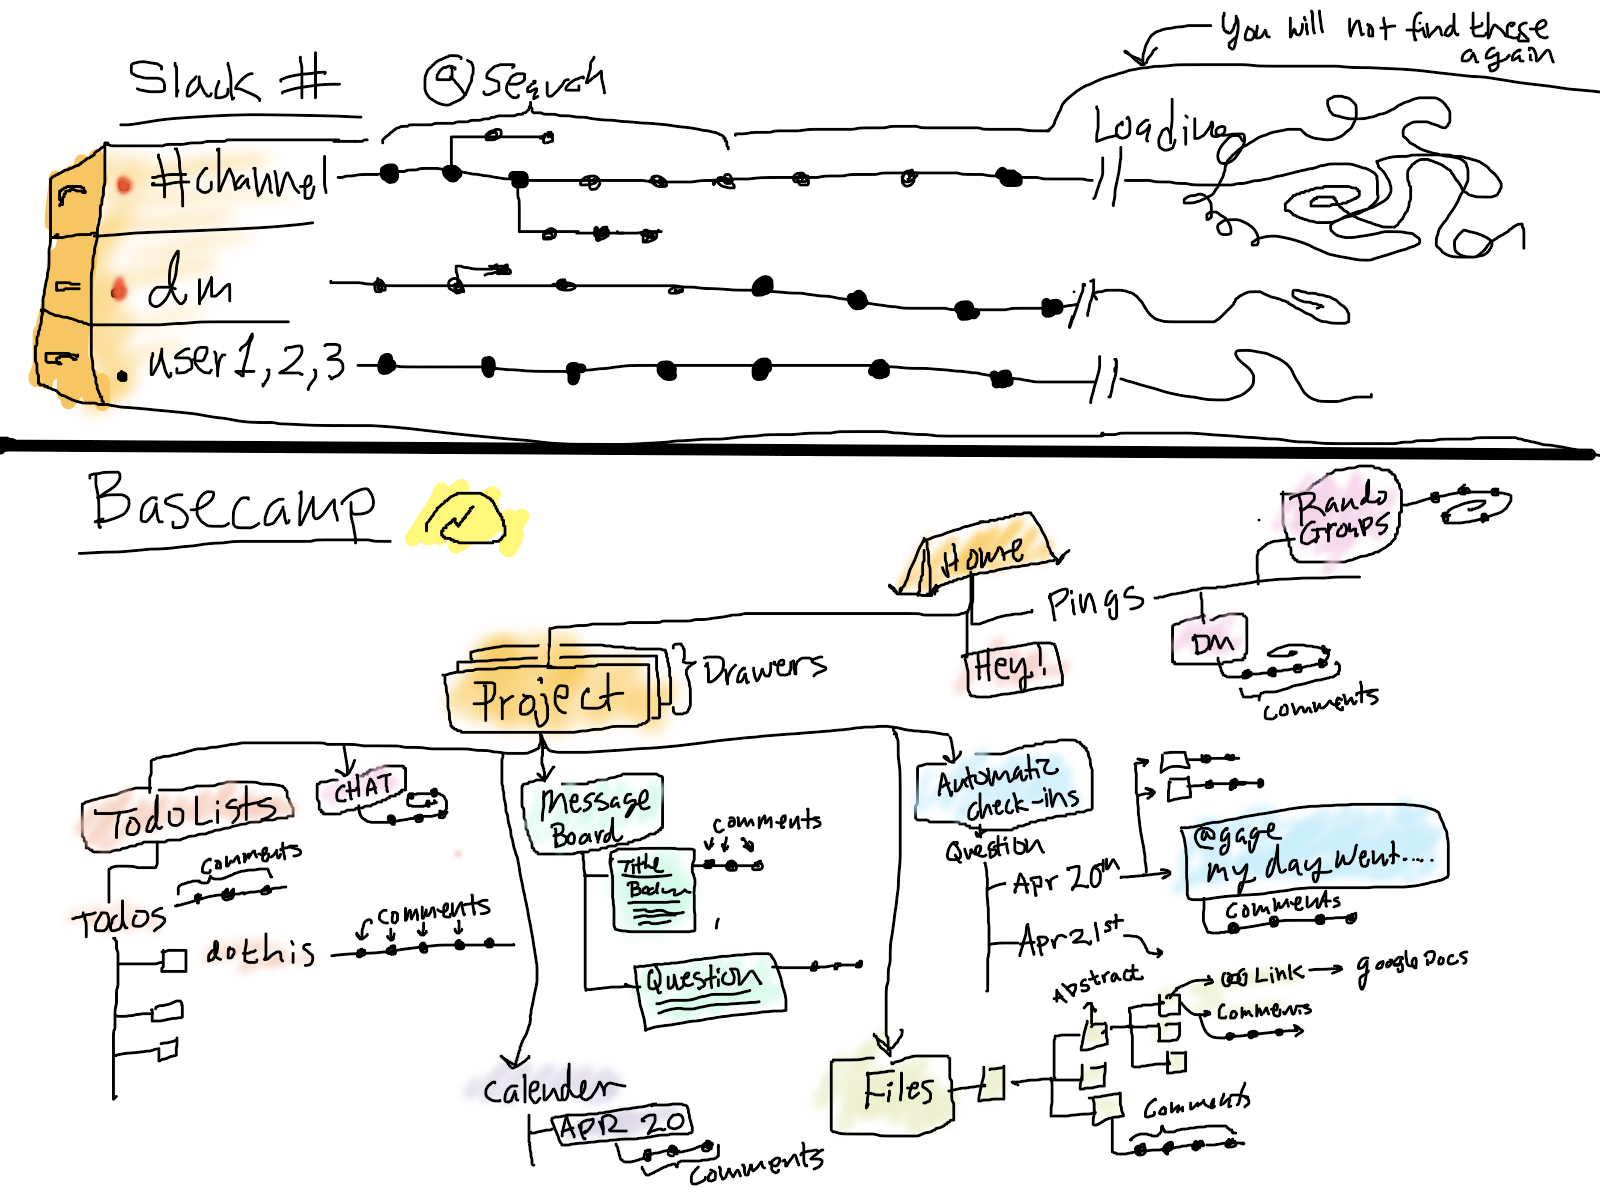 You will not find these
again
Slack #
@search
Loading
#channel
dm
user1,2,3
Basecamp
Rando
Groups
Home
Pings
DM
comments
Hey!
Project
Drawers
Todo Lists
CHAT
Message
Board
comments
Title
Automatic
check-ins
Question
Apr 20th
@gage
my day went.....
comments
Apr 21st
comments
Todos
comments
do this
Question
Abstract
Link
google Docs
comments
Files
comments
calender
APR 20
comments